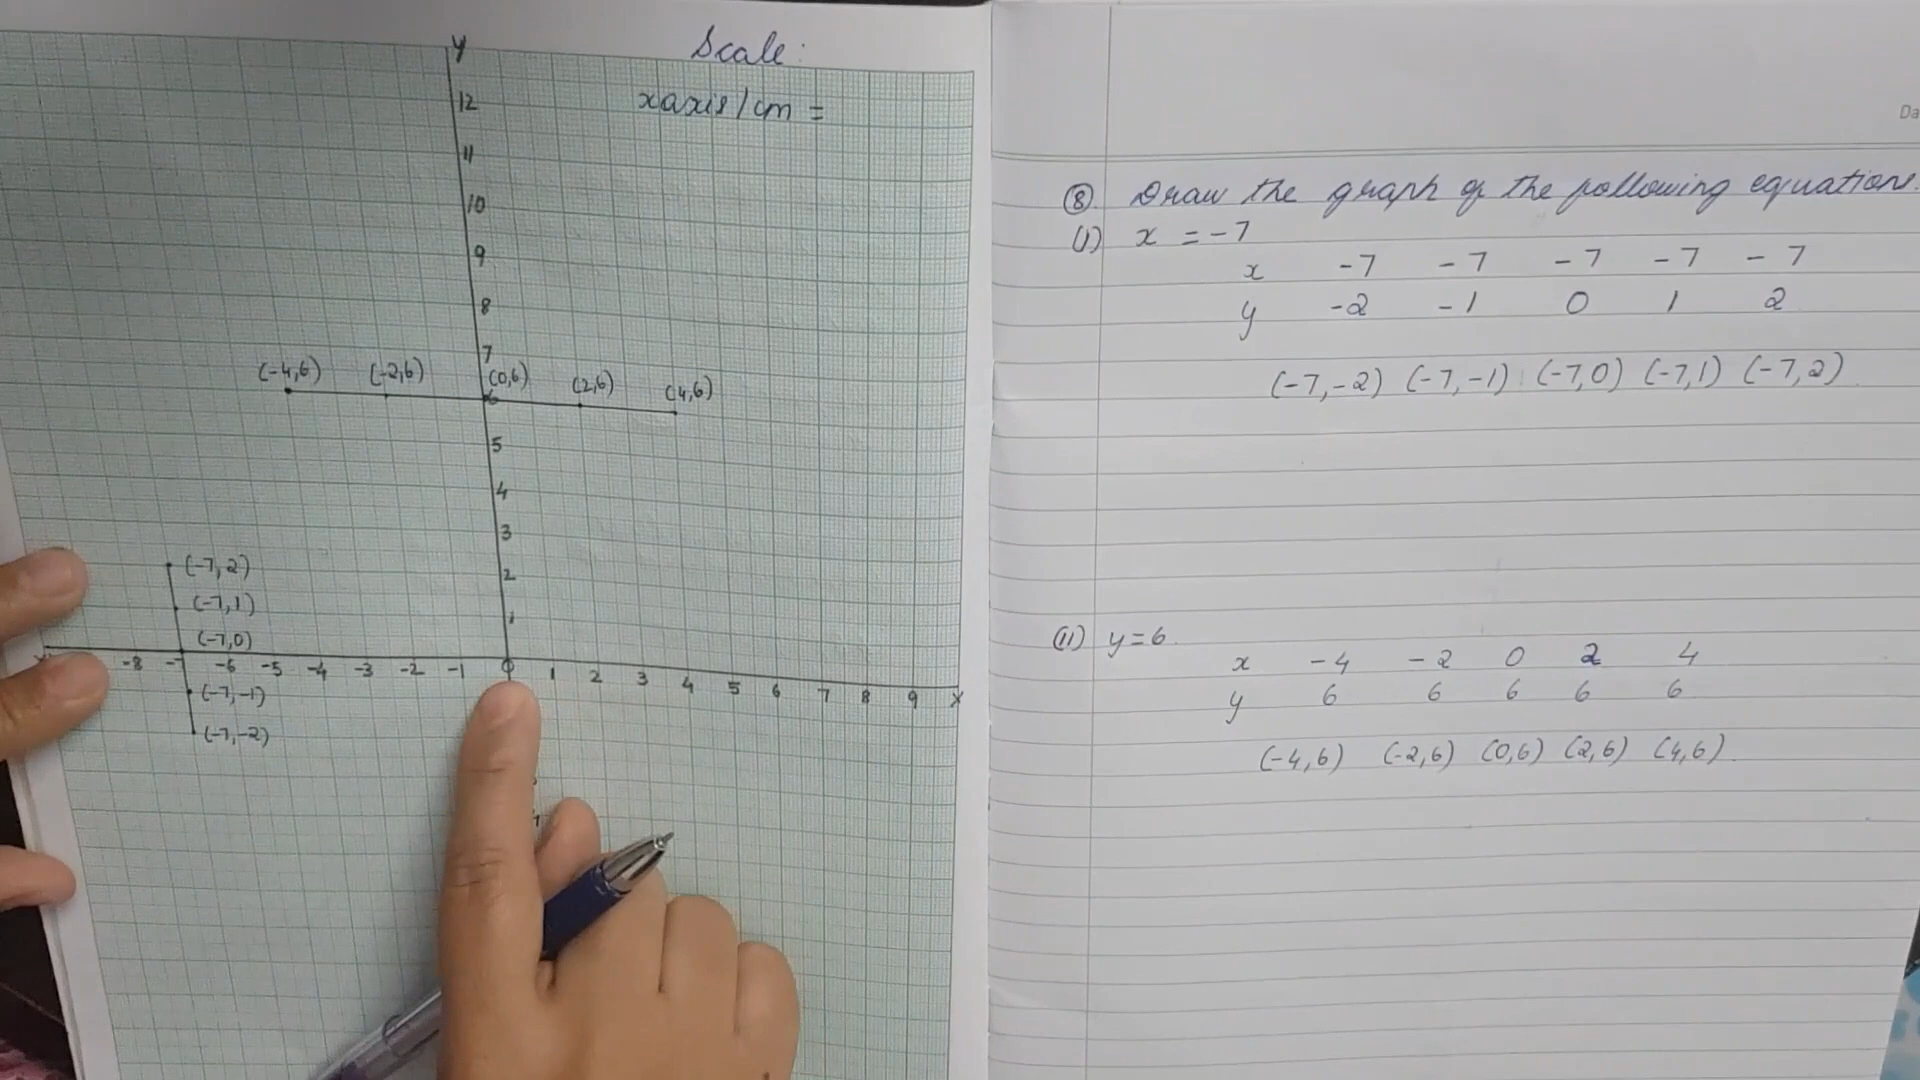 Scale:
x axis 1 cm =
Y
12
11
10
9
8
7
(-4,6) (-2,6) (0,6) (2,6) (4,6)
6
5
4
3
2
1
(-7,2)
(-7,1)
(-7,0)
-8 -7 -6 -5 -4 -3 -2 -1 0 1 2 3 4 5 6 7 8 9 X
(-7,-1)
(-7,-2)
Da
⑧ Draw the graph of the following equations.
(i) x = -7
x -7 -7 -7 -7 -7
y -2 -1 0 1 2
(-7,-2) (-7,-1) (-7,0) (-7,1) (-7,2)
(ii) y=6.
x -4 -2 0 2 4
y 6 6 6 6 6
(-4,6) (-2,6) (0,6) (2,6) (4,6).